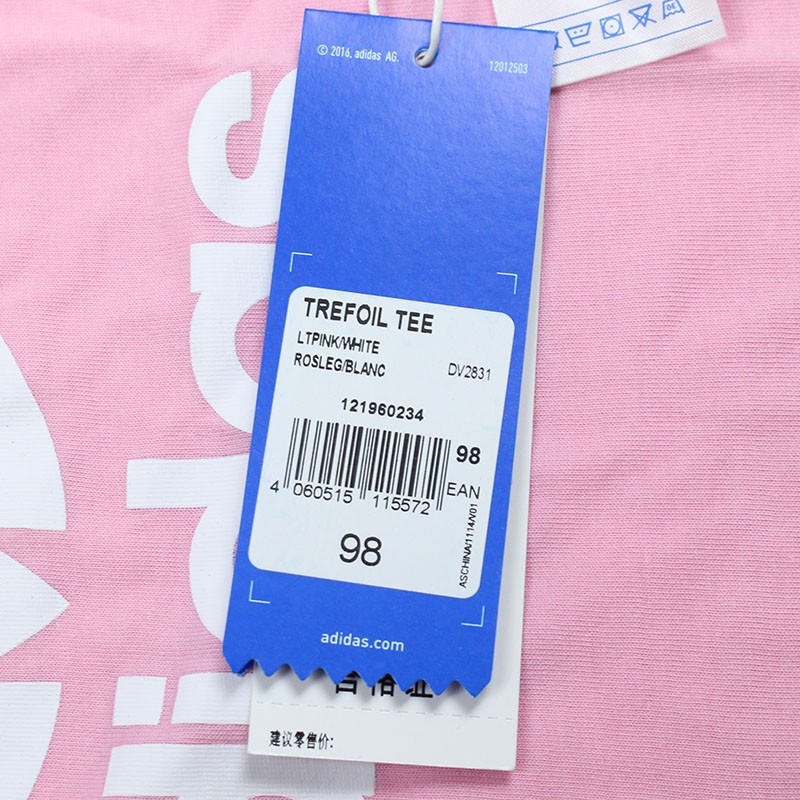 © 2016. adidas AG.
12012503
TREFOIL TEE
LTPINK/WHITE
ROSLEG/BLANC
DV2831
121960234
98
4 060515 115572 EAN
98
ASCHINA/1114/V01
adidas.com
合格证
建议零售价:
adidas